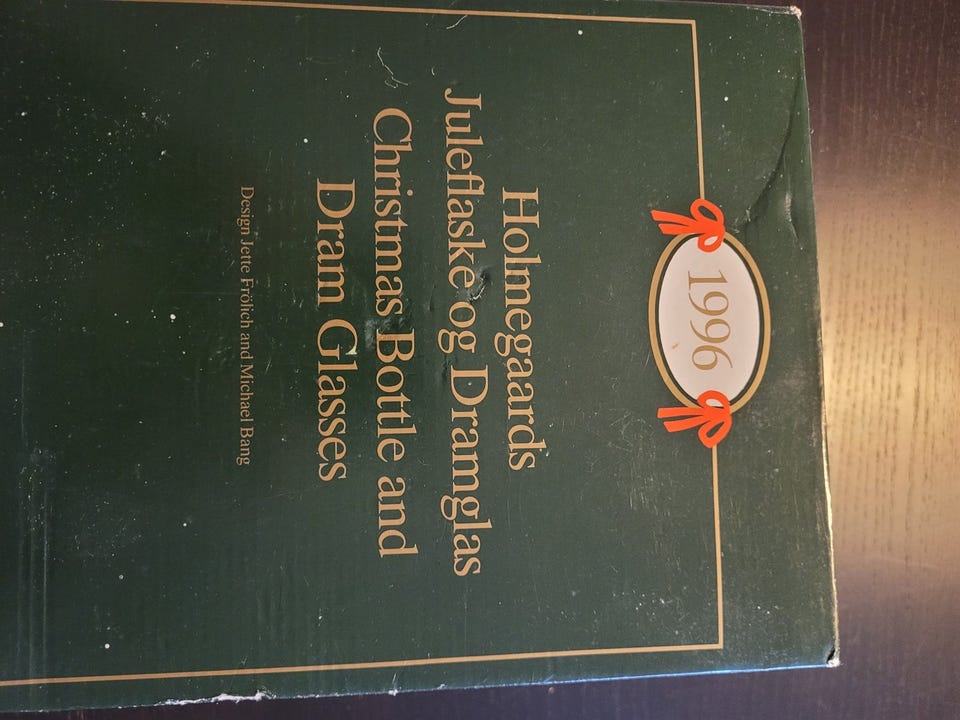 1996
Holmegaards
Juleflaske og Dramglas
Christmas Bottle and
Dram Glasses
Design Jette Frölich and Michael Bang